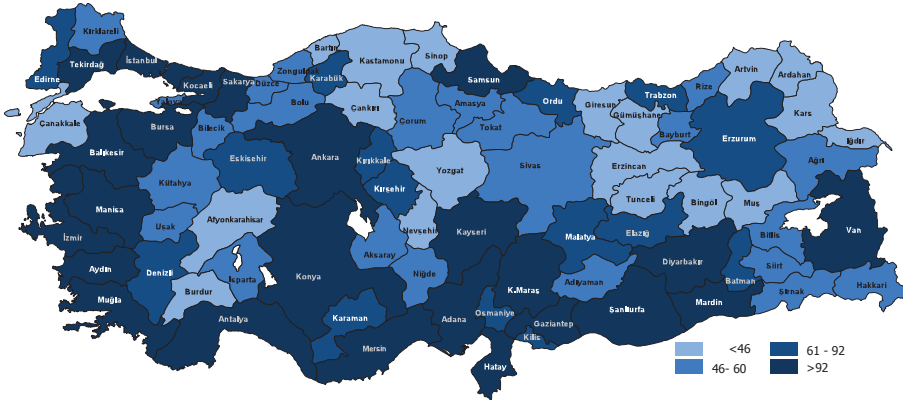 Kırklareli
Edirne
Tekirdağ
İstanbul
Kocaeli
Yalova
Sakarya
Düzce
Zonguldak
Bartın
Karabük
Kastamonu
Sinop
Samsun
Bolu
Çankırı
Çorum
Amasya
Tokat
Ordu
Giresun
Gümüşhane
Trabzon
Bayburt
Rize
Artvin
Ardahan
Kars
Iğdır
Çanakkale
Bursa
Bilecik
Balıkesir
Eskişehir
Ankara
Kırıkkale
Kırşehir
Yozgat
Sivas
Erzincan
Erzurum
Ağrı
Kütahya
Manisa
Uşak
Afyonkarahisar
İzmir
Nevşehir
Kayseri
Tunceli
Bingöl
Muş
Malatya
Elazığ
Bitlis
Van
Aydın
Denizli
Burdur
Isparta
Konya
Aksaray
Niğde
Diyarbakır
Batman
Siirt
Şırnak
Hakkari
Muğla
Antalya
Karaman
Mersin
Adana
Osmaniye
K.Maraş
Adıyaman
Gaziantep
Kilis
Şanlıurfa
Mardin
Hatay
<46
46- 60
61 - 92
>92